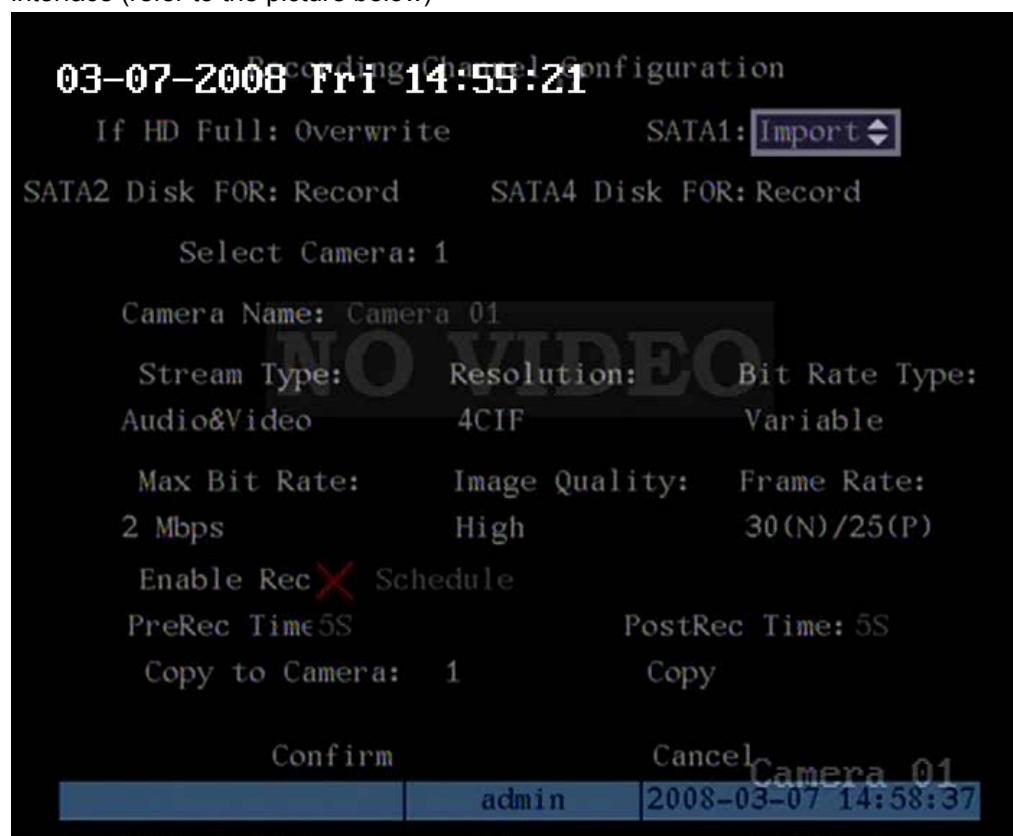 interface (refer to the picture below)
Recording Channel Configuration
03-07-2008 Fri 14:55:21
If HD Full: Overwrite SATA1: Import
SATA2 Disk FOR: Record SATA4 Disk FOR: Record
Select Camera: 1
Camera Name: Camera 01
NO VIDEO
Stream Type: Resolution: Bit Rate Type:
Audio&Video 4CIF Variable
Max Bit Rate: Image Quality: Frame Rate:
2 Mbps High 30(N)/25(P)
Enable Rec Schedule
PreRec Time 5S PostRec Time: 5S
Copy to Camera: 1 Copy
Confirm Cancel
Camera 01
admin 2008-03-07 14:58:37